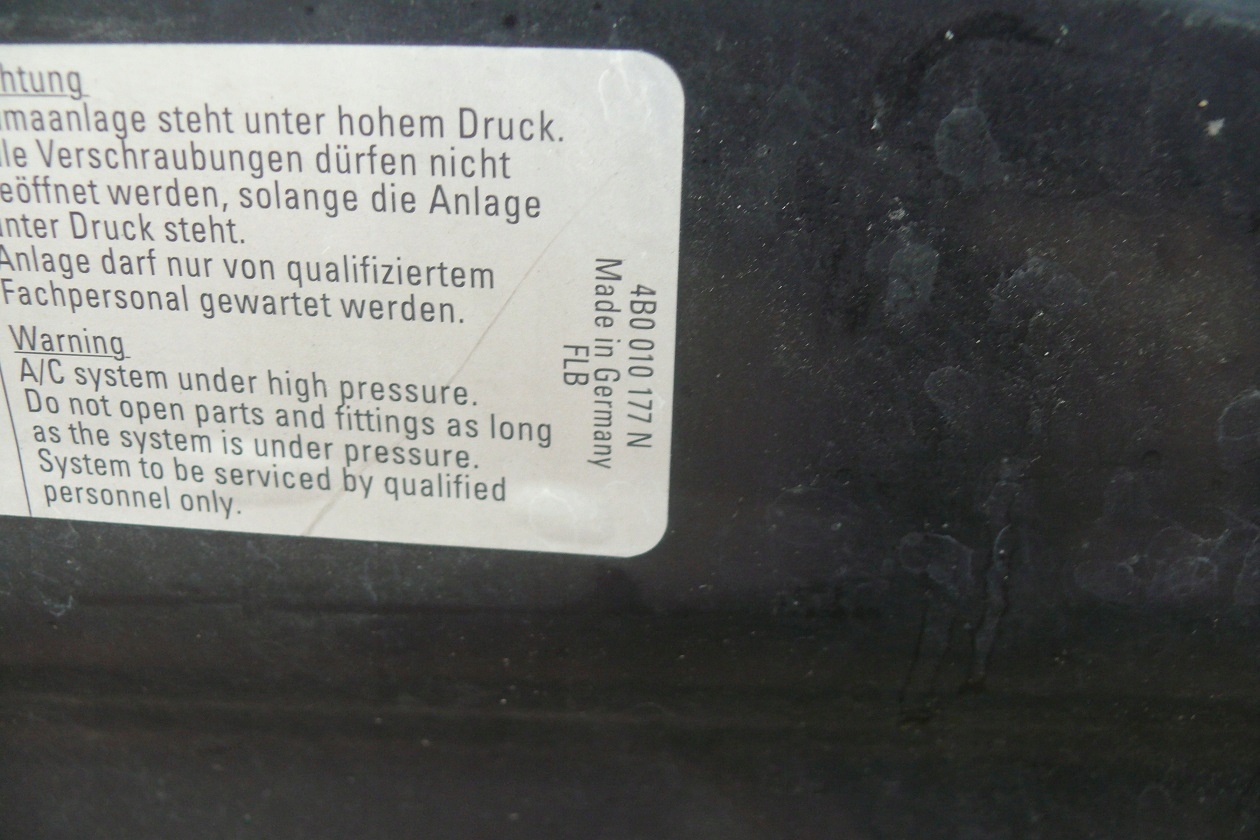 htung
maanlage steht unter hohem Druck.
lle Verschraubungen dürfen nicht
eöffnet werden, solange die Anlage
unter Druck steht.
Anlage darf nur von qualifiziertem
Fachpersonal gewartet werden.
Warning
A/C system under high pressure.
Do not open parts and fittings as long
as the system is under pressure.
System to be serviced by qualified
personnel only.
4B0 010 177 N
Made in Germany
FLB